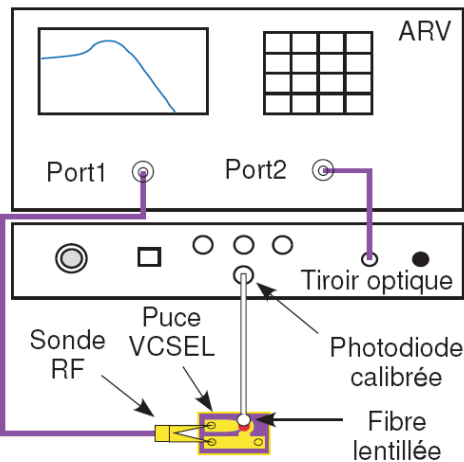 ARV
Port1
Port2
Tiroir optique
Puce
VCSEL
Sonde
RF
Photodiode
calibrée
Fibre
lentillée